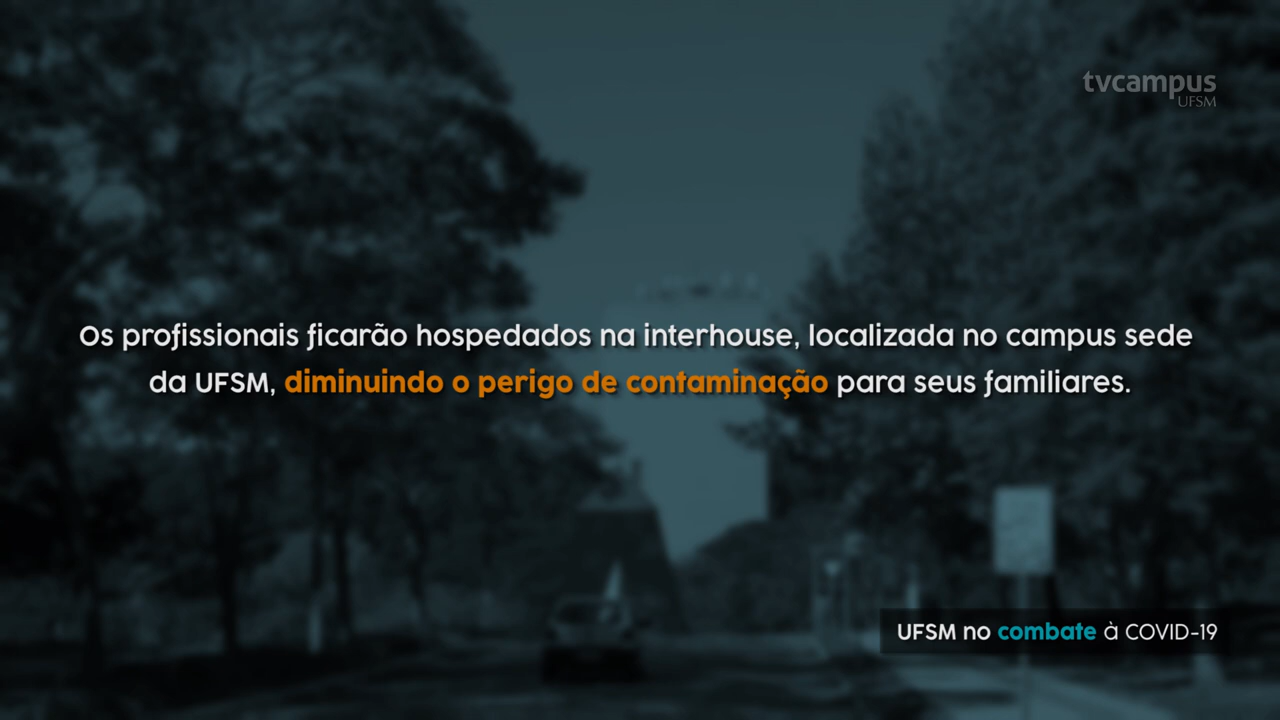 tvcampus
UFSM
Os profissionais ficarão hospedados na interhouse, localizada no campus sede
da UFSM, diminuindo o perigo de contaminação para seus familiares.
UFSM no combate à COVID-19